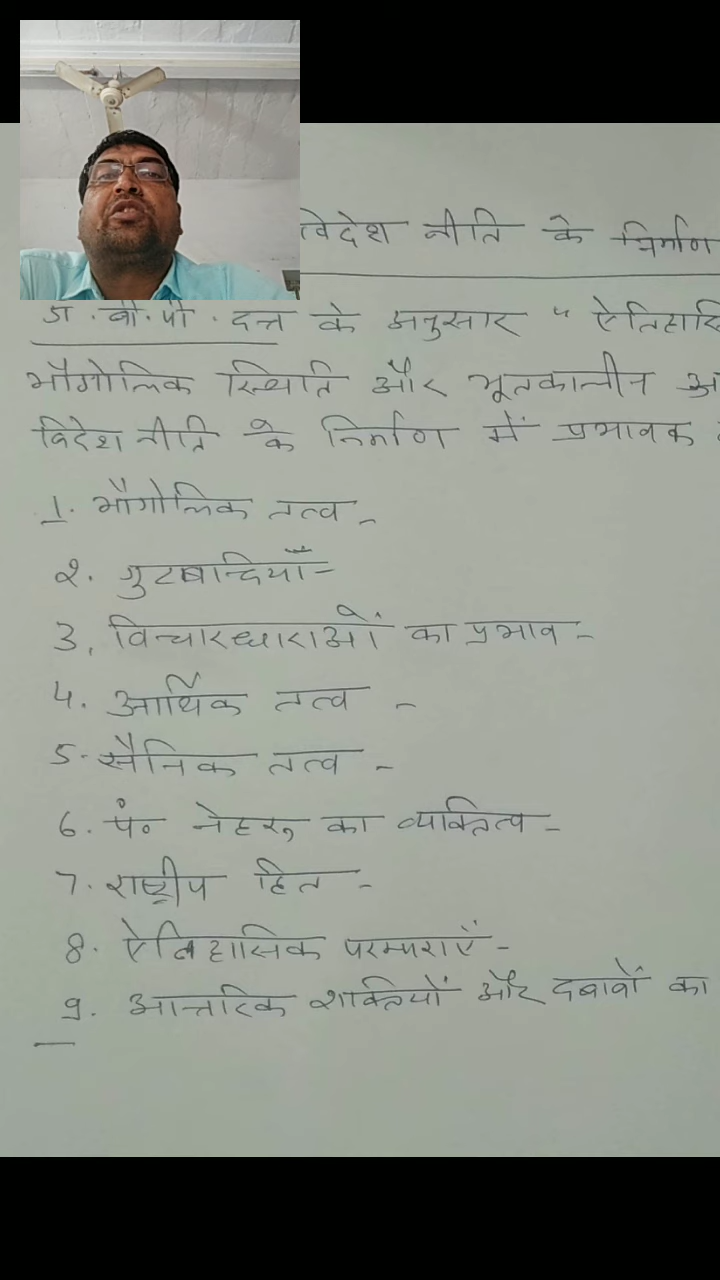 विदेश नीति के निर्माण
डा. बी. पी. दत्त के अनुसार "ऐतिहासि
भौगोलिक स्थिति और भूतकालीन अ
विदेश नीति के निर्माण में प्रभावक
1. भौगोलिक तत्व -
2. गुटबन्दियाँ -
3. विचारधाराओं का प्रभाव -
4. आर्थिक तत्व -
5. सैनिक तत्व -
6. पं० नेहरू का व्यक्तित्व -
7. राष्ट्रीय हित -
8. ऐतिहासिक परम्पराएँ -
9. आन्तरिक शक्तियों और दबावों का